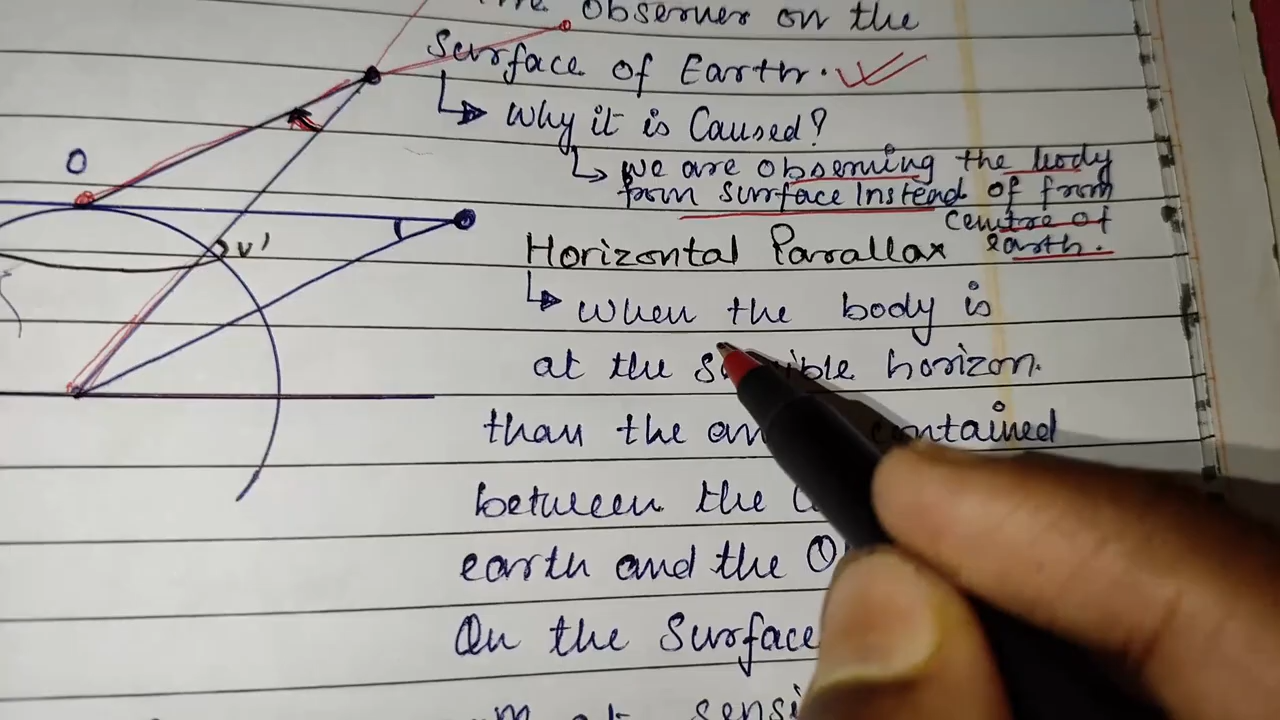 The Observer on the
Surface of Earth.
Why it is Caused?
O
we are observing the body
from surface Instead of from
centre of
earth.
V'
Horizontal Parallax
When the body is
at the horizon.
than the contained
between the
earth and the
On the Surface
at